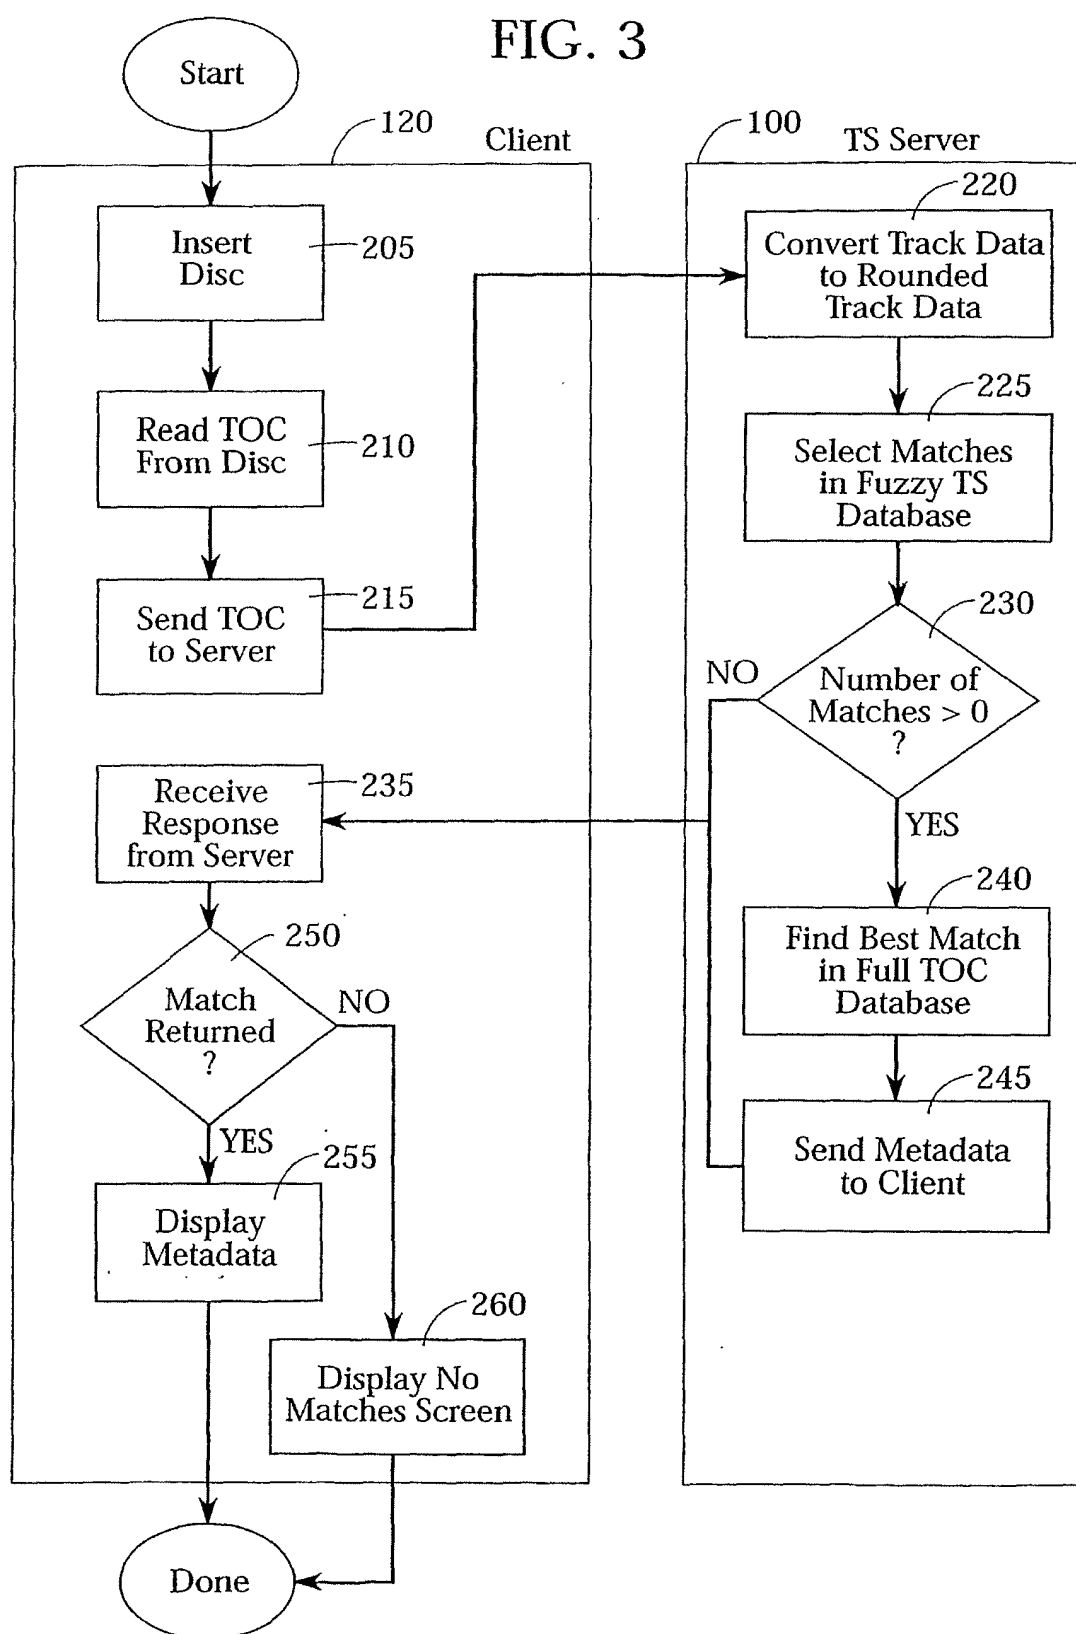 FIG. 3
Start
120
Client
100
TS Server
Insert
Disc
205
Read TOC
From Disc
210
Send TOC
to Server
215
220
Convert Track Data
to Rounded
Track Data
225
Select Matches
in Fuzzy TS
Database
230
Number of
Matches > 0
?
NO
YES
Receive
Response
from Server
235
240
Find Best Match
in Full TOC
Database
245
Send Metadata
to Client
250
Match
Returned
?
NO
YES
255
Display
Metadata
260
Display No
Matches Screen
Done